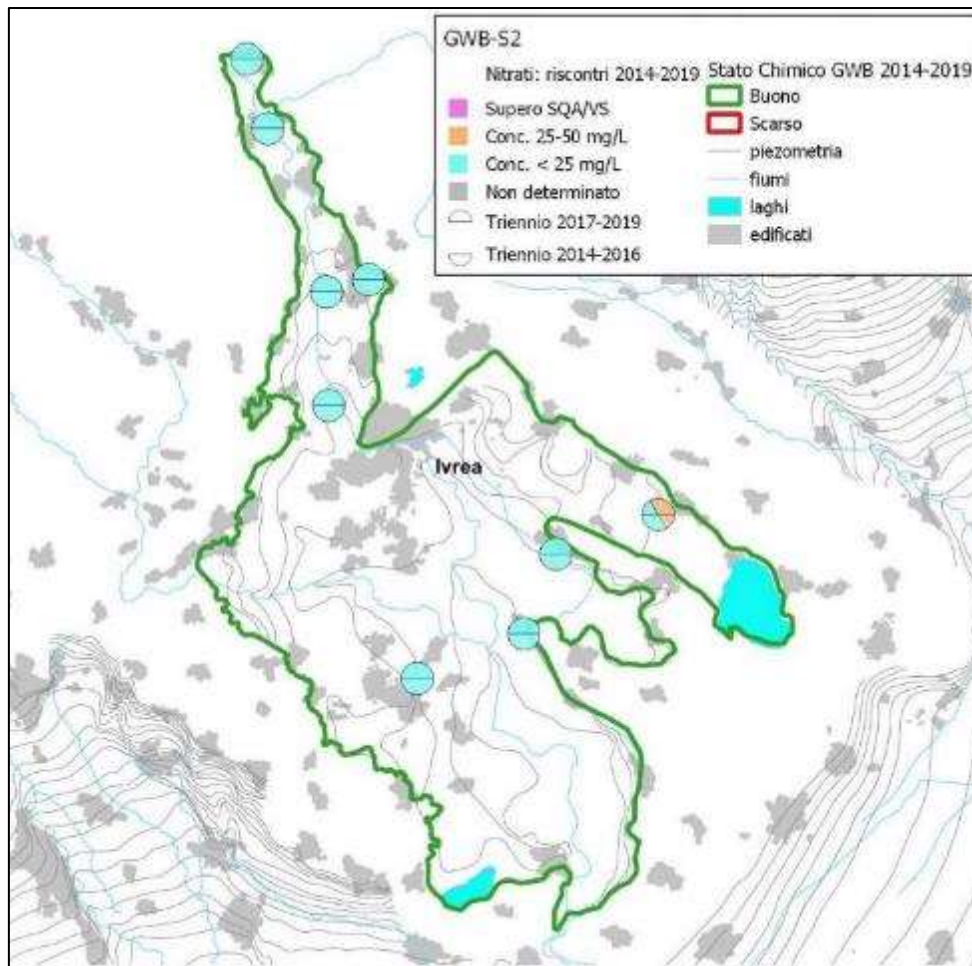 GWB-S2
Nitrati: riscontri 2014-2019
Supero SQA/VS
Conc. 25-50 mg/L
Conc. < 25 mg/L
Non determinato
Triennio 2017-2019
Triennio 2014-2016
Stato Chimico GWB 2014-2019
Buono
Scarso
piezometria
fiumi
laghi
edificati
Ivrea